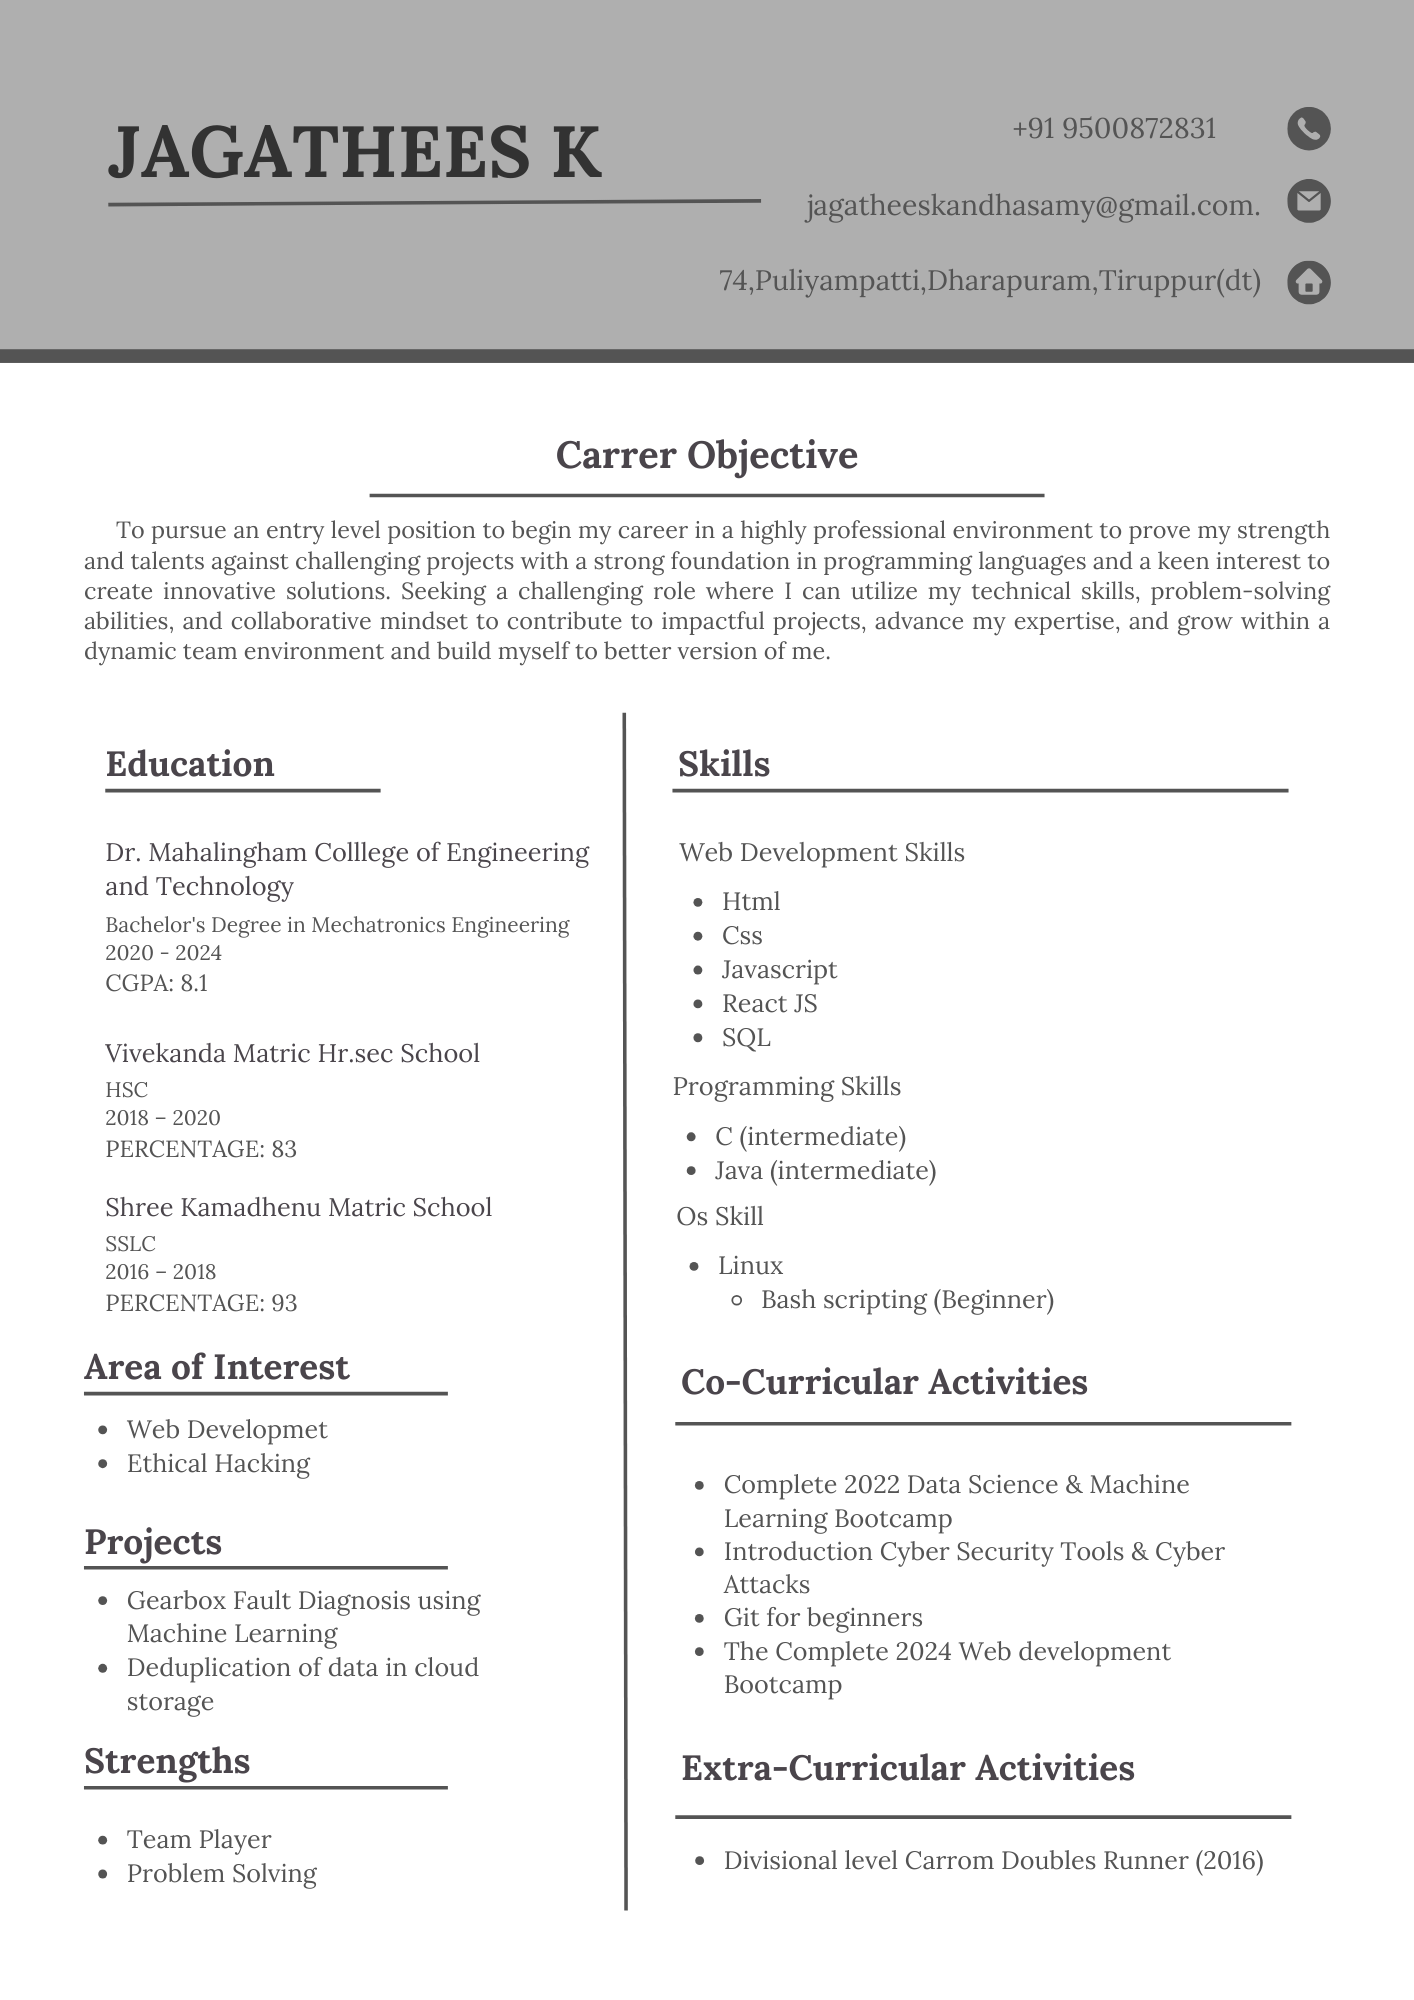 JAGATHEES K
+91 9500872831
jagatheeskandhasamy@gmail.com.
74,Puliyampatti,Dharapuram,Tiruppur(dt)
Carrer Objective
To pursue an entry level position to begin my career in a highly professional environment to prove my strength
and talents against challenging projects with a strong foundation in programming languages and a keen interest to
create innovative solutions. Seeking a challenging role where I can utilize my technical skills, problem-solving
abilities, and collaborative mindset to contribute to impactful projects, advance my expertise, and grow within a
dynamic team environment and build myself to better version of me.
Education
Dr. Mahalingham Colllege of Engineering
and Technology
Bachelor's Degree in Mechatronics Engineering
2020 - 2024
CGPA: 8.1
Vivekanda Matric Hr.sec School
HSC
2018 – 2020
PERCENTAGE: 83
Shree Kamadhenu Matric School
SSLC
2016 – 2018
PERCENTAGE: 93
Area of Interest
• Web Developmet
• Ethical Hacking
Projects
• Gearbox Fault Diagnosis using
Machine Learning
• Deduplication of data in cloud
storage
Strengths
• Team Player
• Problem Solving
Skills
Web Development Skills
• Html
• Css
• Javascript
• React JS
• SQL
Programming Skills
• C (intermediate)
• Java (intermediate)
Os Skill
• Linux
◦ Bash scripting (Beginner)
Co-Curricular Activities
• Complete 2022 Data Science & Machine
Learning Bootcamp
• Introduction Cyber Security Tools & Cyber
Attacks
• Git for beginners
• The Complete 2024 Web development
Bootcamp
Extra-Curricular Activities
• Divisional level Carrom Doubles Runner (2016)